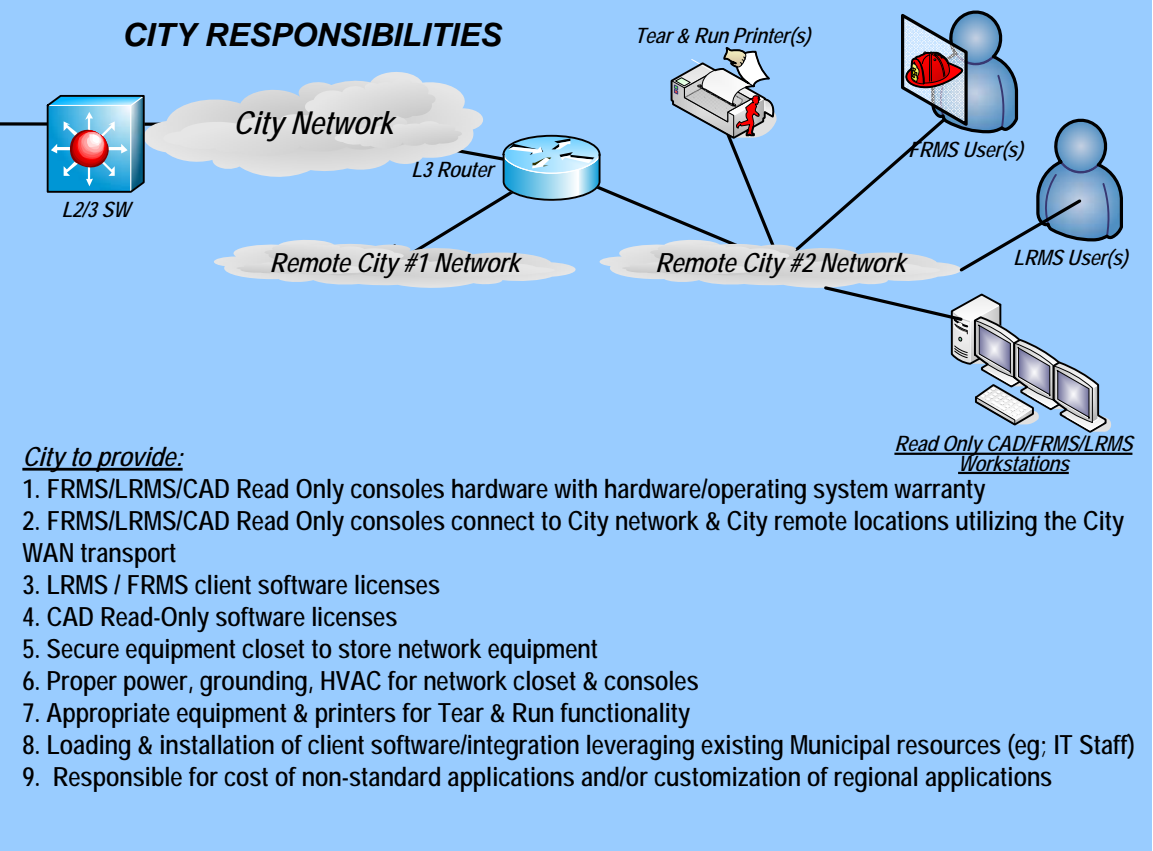 CITY RESPONSIBILITIES
Tear & Run Printer(s)
City Network
L3 Router
FRMS User(s)
L2/3 SW
LRMS User(s)
Remote City #1 Network
Remote City #2 Network
Read Only CAD/FRMS/LRMS
Workstations
City to provide:
1. FRMS/LRMS/CAD Read Only consoles hardware with hardware/operating system warranty
2. FRMS/LRMS/CAD Read Only consoles connect to City network & City remote locations utilizing the City
WAN transport
3. LRMS / FRMS client software licenses
4. CAD Read-Only software licenses
5. Secure equipment closet to store network equipment
6. Proper power, grounding, HVAC for network closet & consoles
7. Appropriate equipment & printers for Tear & Run functionality
8. Loading & installation of client software/integration leveraging existing Municipal resources (eg; IT Staff)
9.  Responsible for cost of non-standard applications and/or customization of regional applications